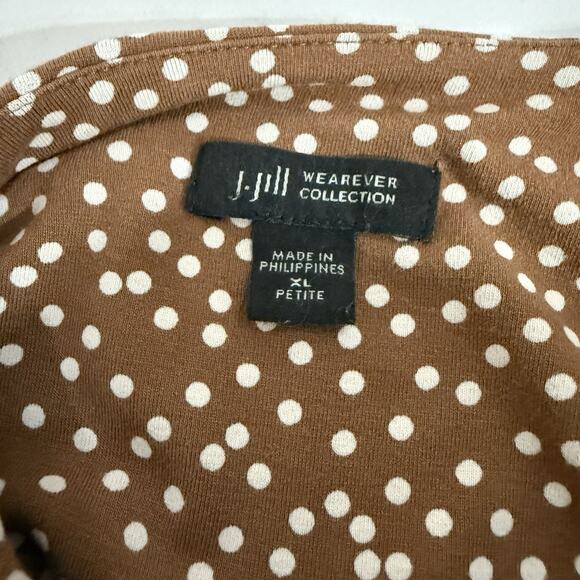 J.Jill WEAREVER
COLLECTION
MADE IN
PHILIPPINES
XL
PETITE